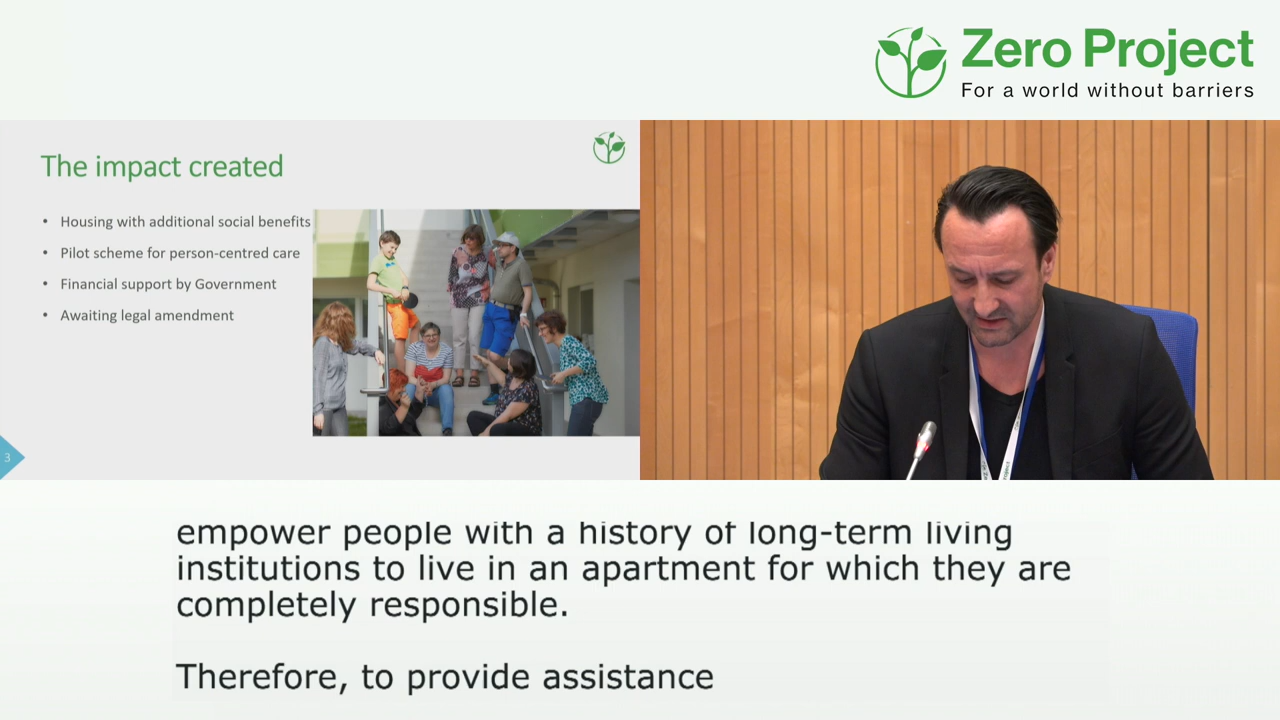 Zero Project
For a world without barriers
The impact created
• Housing with additional social benefits
• Pilot scheme for person-centred care
• Financial support by Government
• Awaiting legal amendment
3
empower people with a history of long-term living
institutions to live in an apartment for which they are
completely responsible.
Therefore, to provide assistance